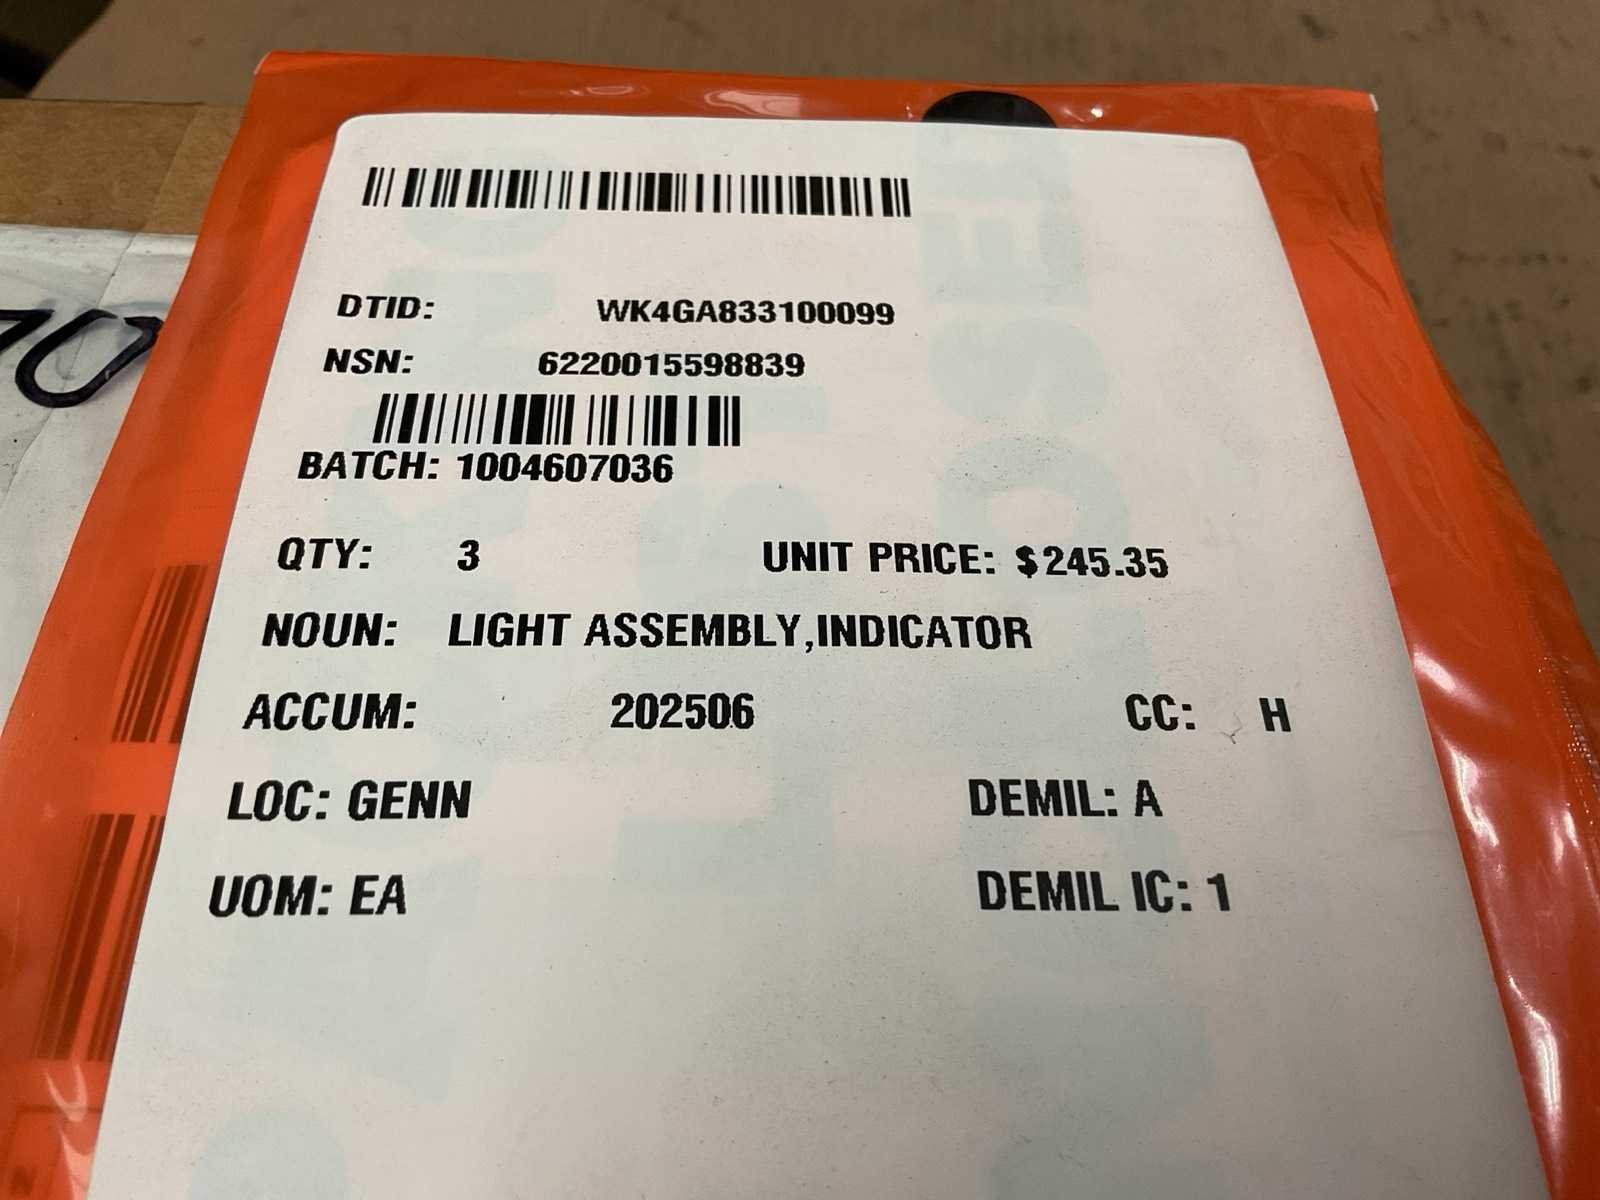 DTID: WK4GA833100099
NSN: 6220015598839
BATCH: 1004607036
QTY: 3 UNIT PRICE: $245.35
NOUN: LIGHT ASSEMBLY,INDICATOR
ACCUM: 202506 CC: H
LOC: GENN DEMIL: A
UOM: EA DEMIL IC: 1